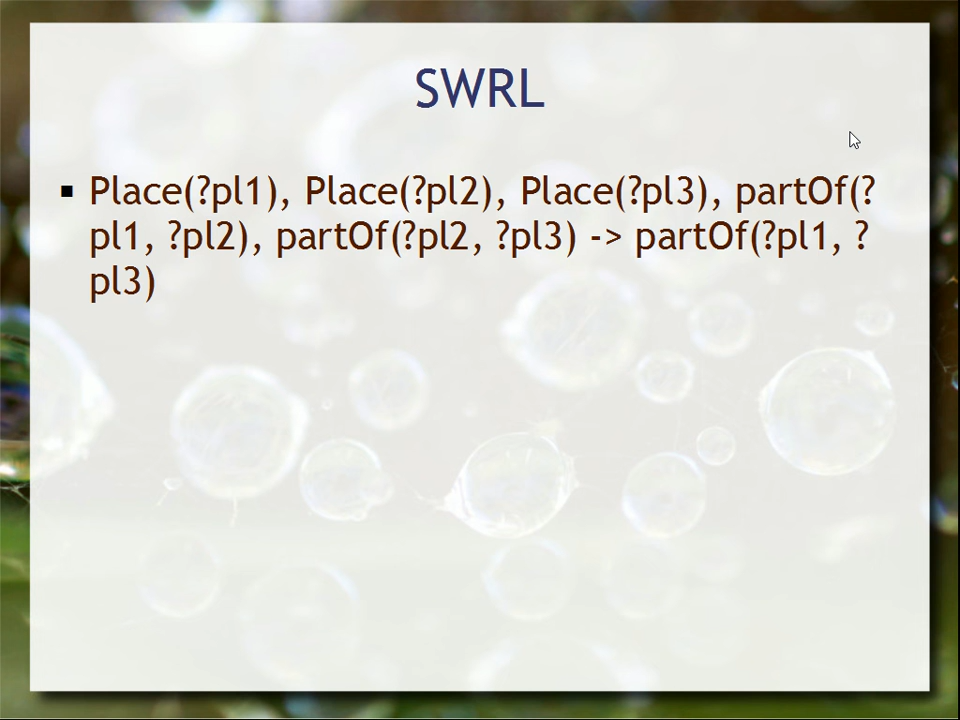 SWRL
▪ Place(?pl1), Place(?pl2), Place(?pl3), partOf(?
pl1, ?pl2), partOf(?pl2, ?pl3) -> partOf(?pl1, ?
pl3)